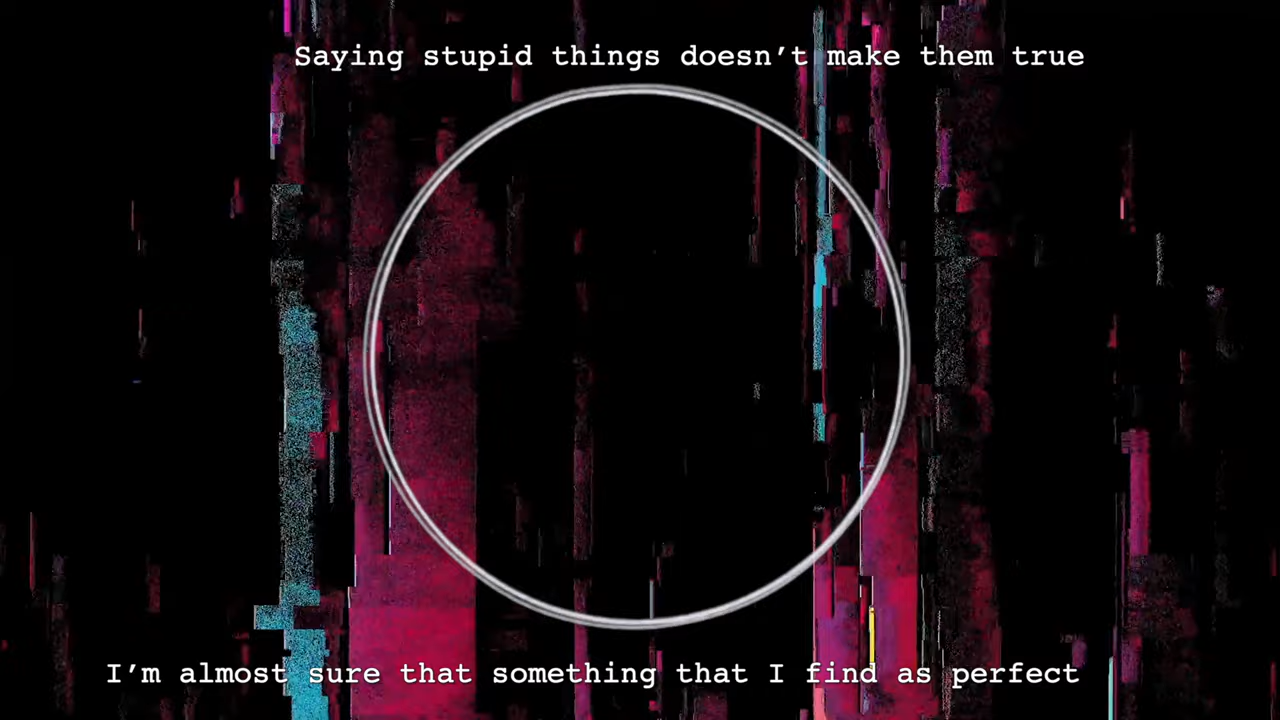 Saying stupid things doesn’t make them true
I’m almost sure that something that I find as perfect